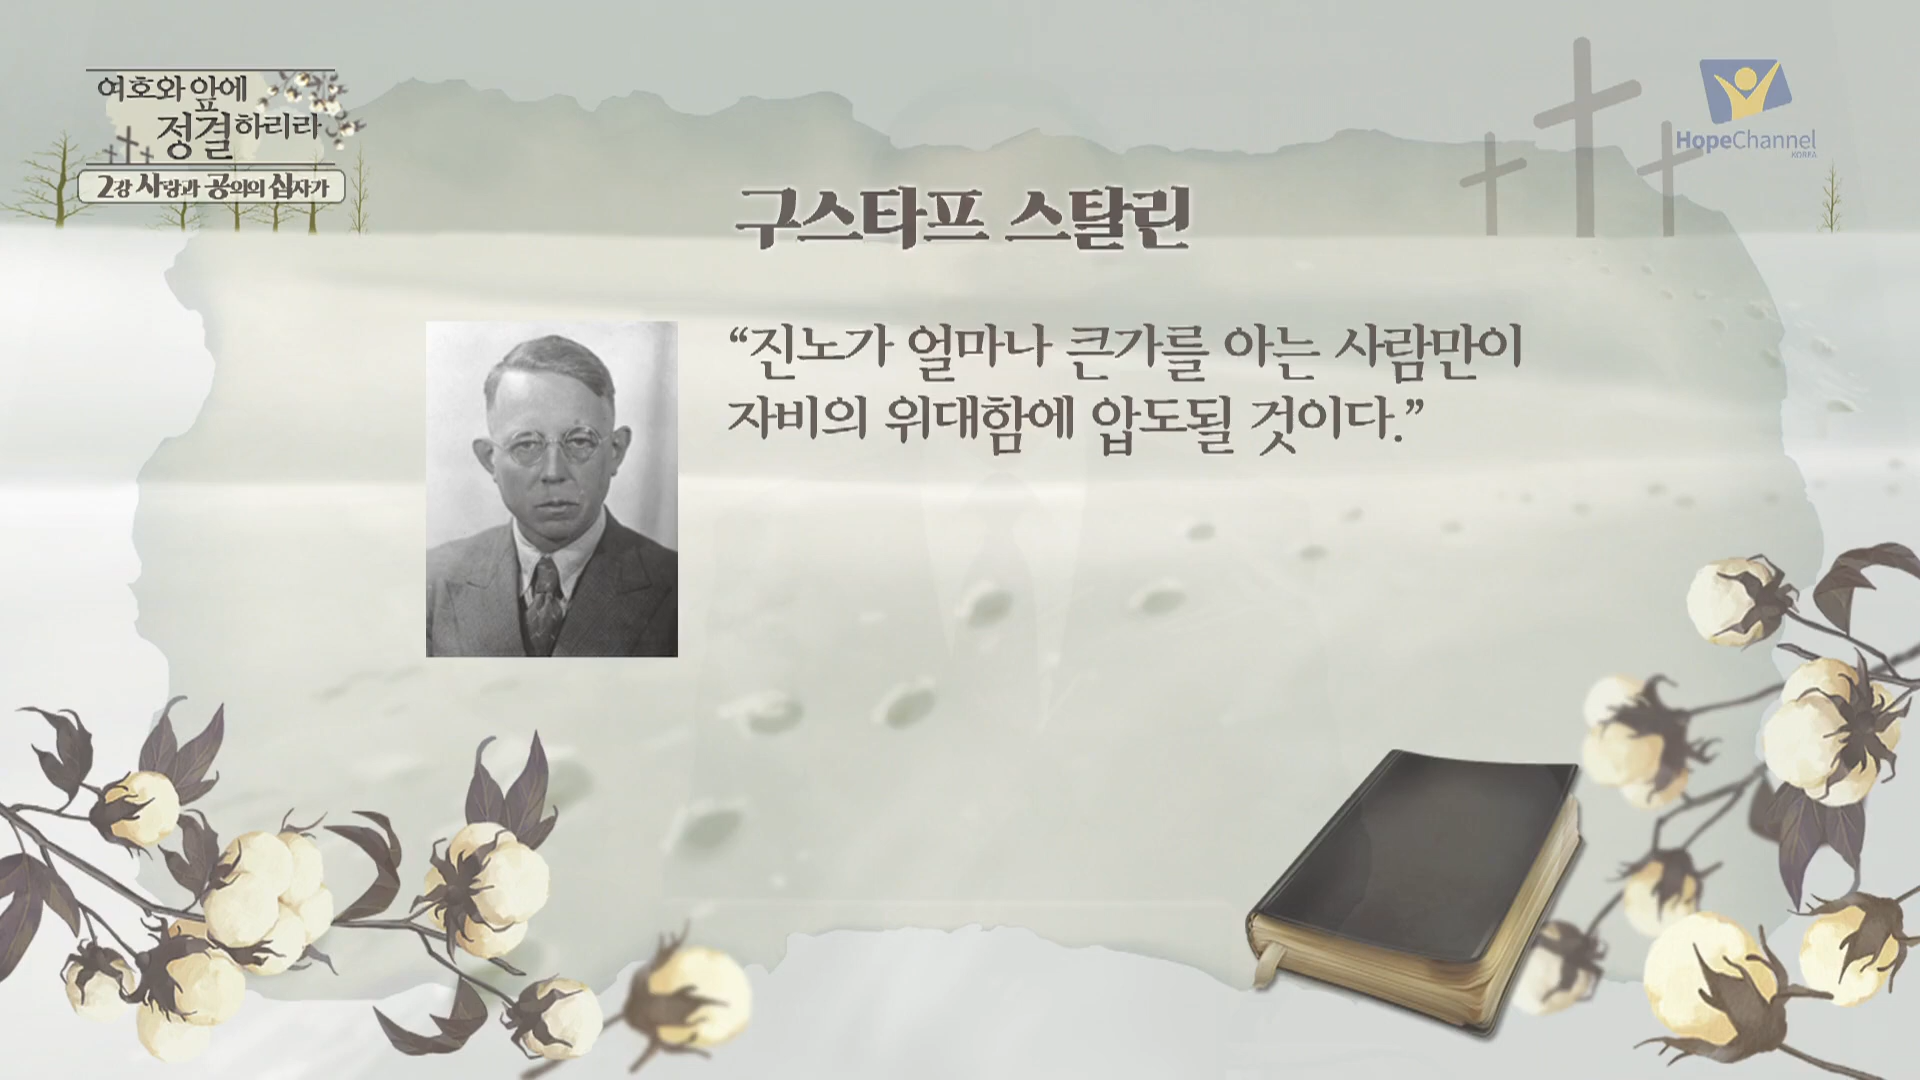 여호와 앞에
정결하리라
2강 사랑과 공의의 십자가
HopeChannel
KOREA
구스타프 스탈린
“진노가 얼마나 큰가를 아는 사람만이
자비의 위대함에 압도될 것이다.”